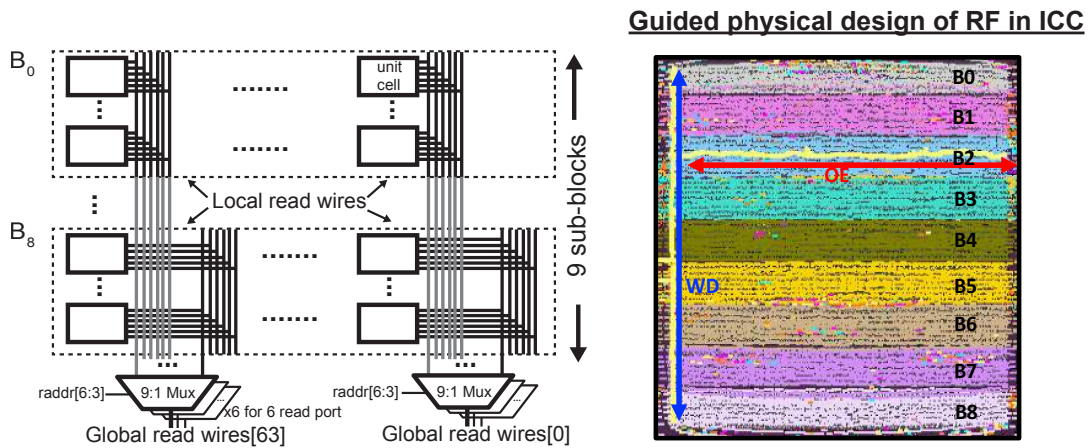 Guided physical design of RF in ICC
B0
unit
cell
Local read wires
B8
9 sub-blocks
raddr[6:3]
9:1 Mux
x6 for 6 read port
Global read wires[63]
raddr[6:3]
9:1 Mux
Global read wires[0]
B0
B1
B2
OE
B3
B4
WD
B5
B6
B7
B8